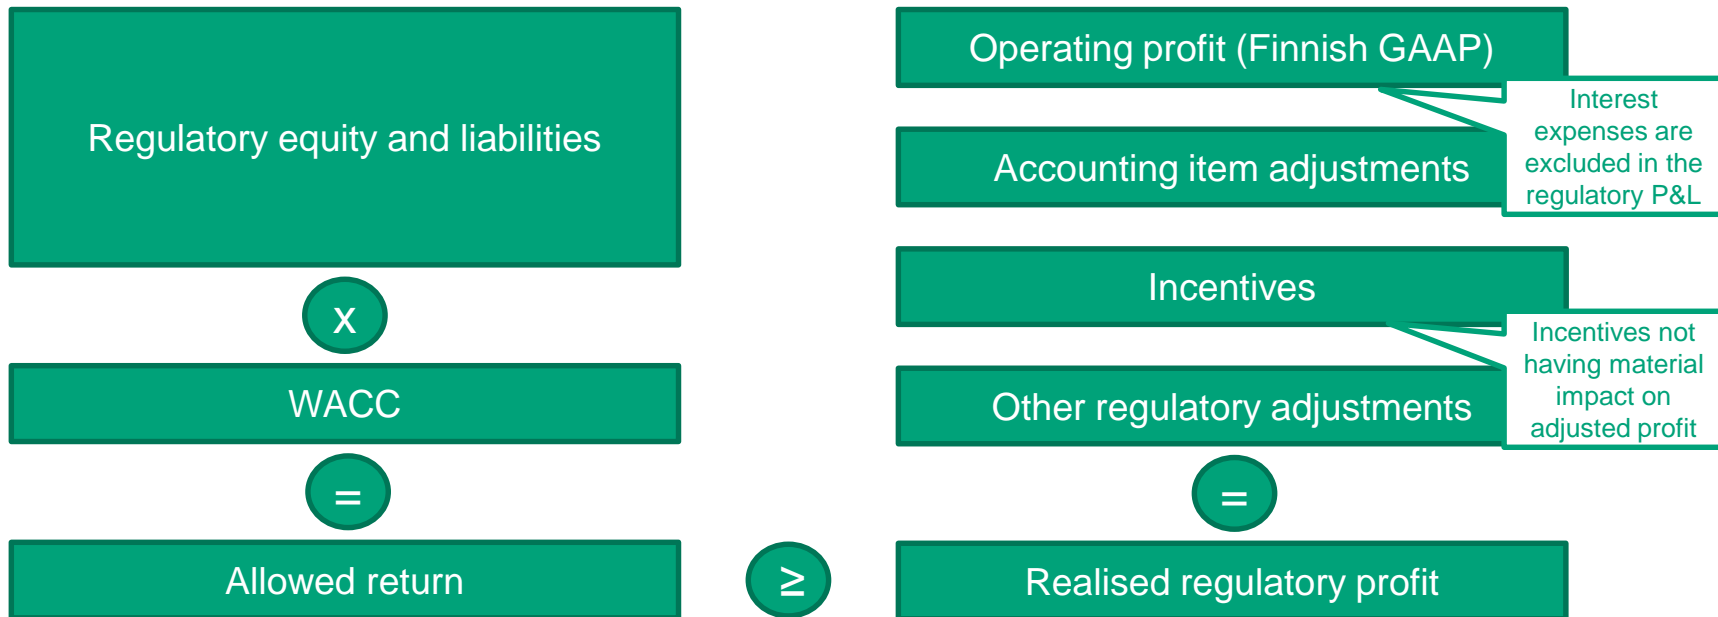 Regulatory equity and liabilities
x
WACC
=
Allowed return
≥
Operating profit (Finnish GAAP)
Interest
expenses are
excluded in the
regulatory P&L
Accounting item adjustments
Incentives
Incentives not
having material
impact on
adjusted profit
Other regulatory adjustments
=
Realised regulatory profit